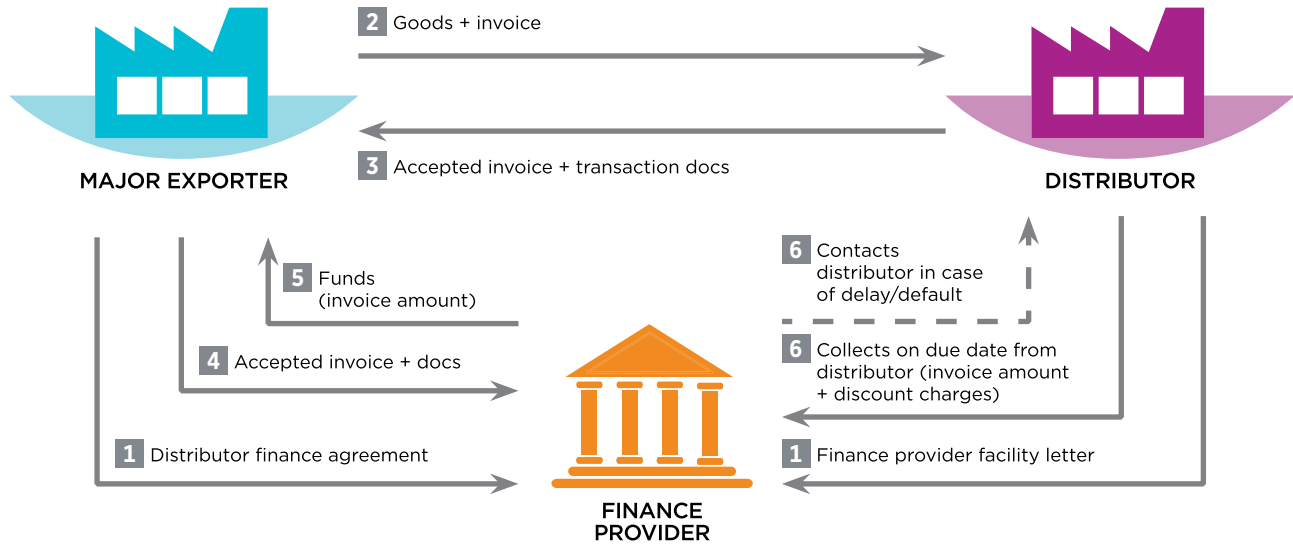 2 Goods + invoice
3 Accepted invoice + transaction docs
MAJOR EXPORTER
DISTRIBUTOR
5 Funds
(invoice amount)
4 Accepted invoice + docs
1 Distributor finance agreement
6 Contacts
distributor in case
of delay/default
6 Collects on due date from
distributor (invoice amount
+ discount charges)
1 Finance provider facility letter
FINANCE
PROVIDER